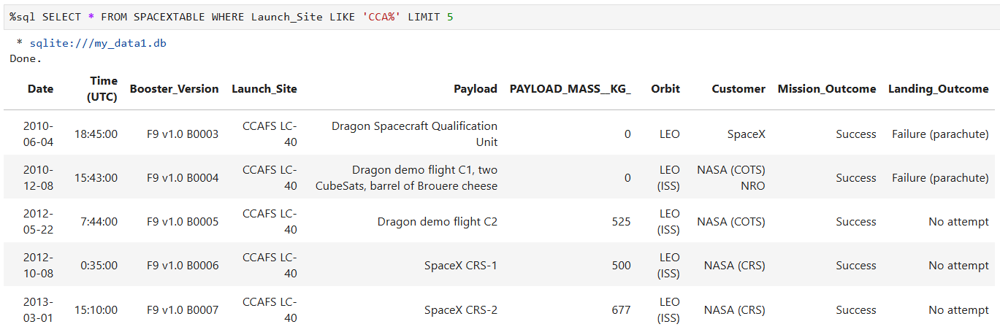 %sql SELECT * FROM SPACEXTABLE WHERE Launch_Site LIKE 'CCA%' LIMIT 5
* sqlite:///my_data1.db
Done.
Date Time (UTC) Booster_Version Launch_Site Payload PAYLOAD_MASS__KG_ Orbit Customer Mission_Outcome Landing_Outcome
2010-06-04 18:45:00 F9 v1.0 B0003 CCAFS LC-40 Dragon Spacecraft Qualification Unit 0 LEO SpaceX Success Failure (parachute)
2010-12-08 15:43:00 F9 v1.0 B0004 CCAFS LC-40 Dragon demo flight C1, two CubeSats, barrel of Brouere cheese 0 LEO (ISS) NASA (COTS) NRO Success Failure (parachute)
2012-05-22 7:44:00 F9 v1.0 B0005 CCAFS LC-40 Dragon demo flight C2 525 LEO (ISS) NASA (COTS) Success No attempt
2012-10-08 0:35:00 F9 v1.0 B0006 CCAFS LC-40 SpaceX CRS-1 500 LEO (ISS) NASA (CRS) Success No attempt
2013-03-01 15:10:00 F9 v1.0 B0007 CCAFS LC-40 SpaceX CRS-2 677 LEO (ISS) NASA (CRS) Success No attempt